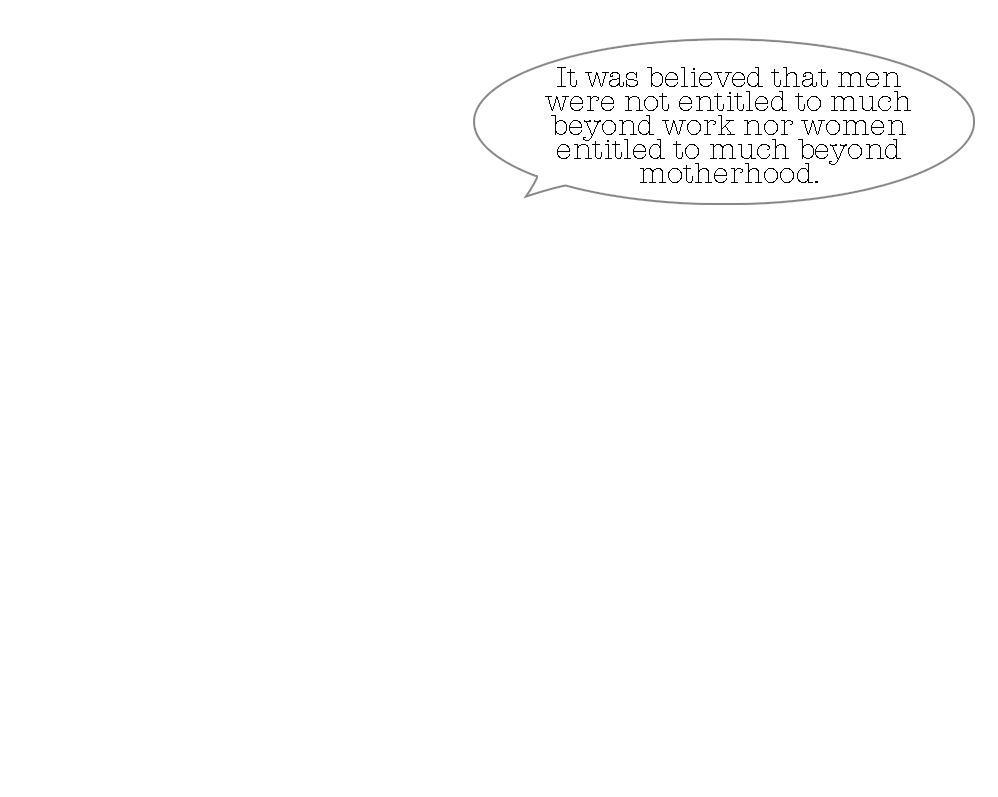 It was believed that men
were not entitled to much
beyond work nor women
entitled to much beyond
motherhood.